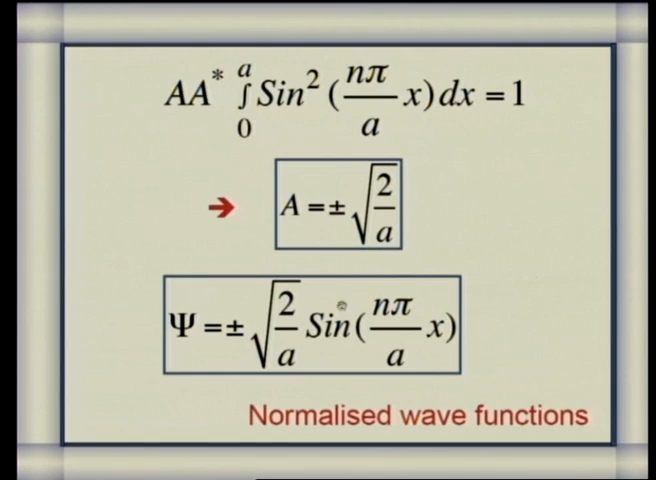 AA* ∫₀ᵃ Sin² (nπ/a x) dx = 1
➔ A = ± √(2/a)
Ψ = ± √(2/a) Sin (nπ/a x)
Normalised wave functions